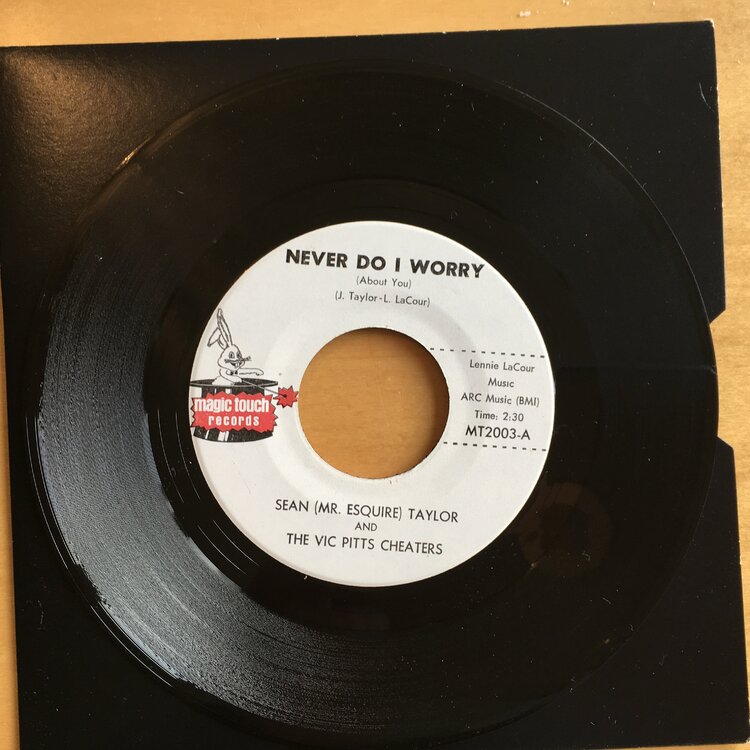 NEVER DO I WORRY
(About You)
(J. Taylor-L. LaCour)
magic touch
records
Lennie LaCour
Music
ARC Music (BMI)
Time: 2:30
MT2003-A
SEAN (MR. ESQUIRE) TAYLOR
AND
THE VIC PITTS CHEATERS